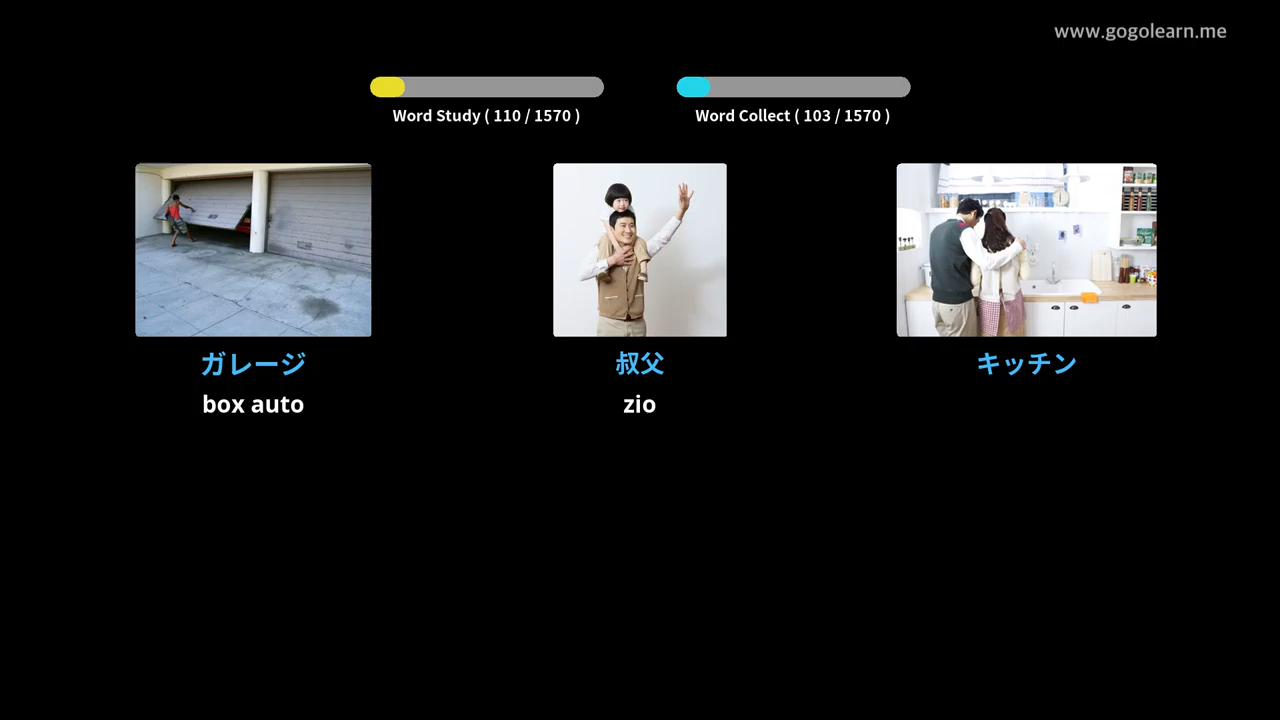 www.gogolearn.me
Word Study ( 110 / 1570 )
Word Collect ( 103 / 1570 )
ガレージ
叔父
キッチン
box auto
zio